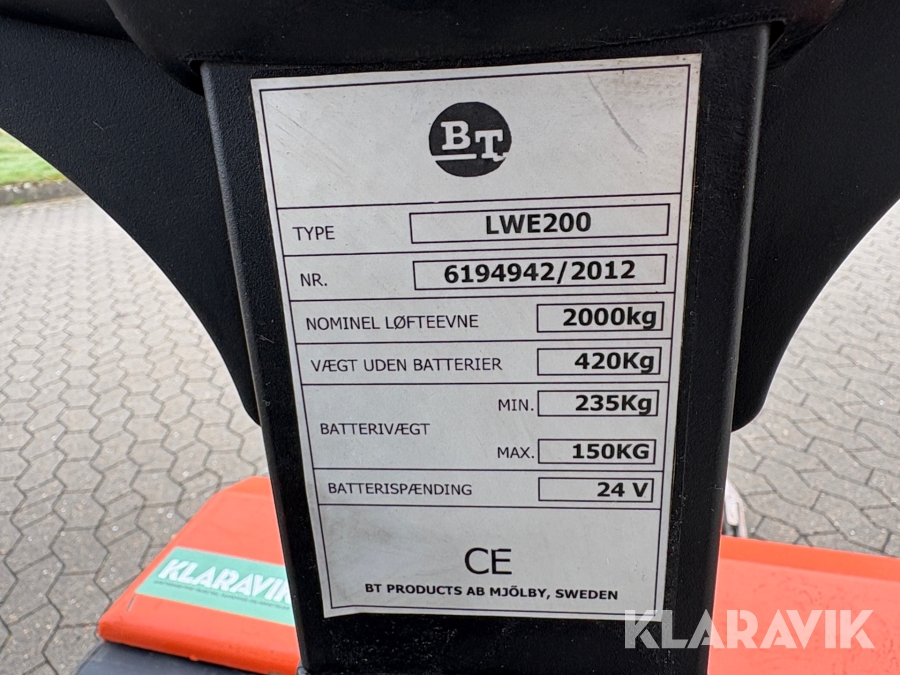 BT
TYPE LWE200
NR. 6194942/2012
NOMINEL LØFTEEVNE 2000kg
VÆGT UDEN BATTERIER 420Kg
BATTERIVÆGT MIN. 235Kg
MAX. 150KG
BATTERISPÆNDING 24 V
CE
BT PRODUCTS AB MJÖLBY, SWEDEN
KLARAVIK
KLARAVIK